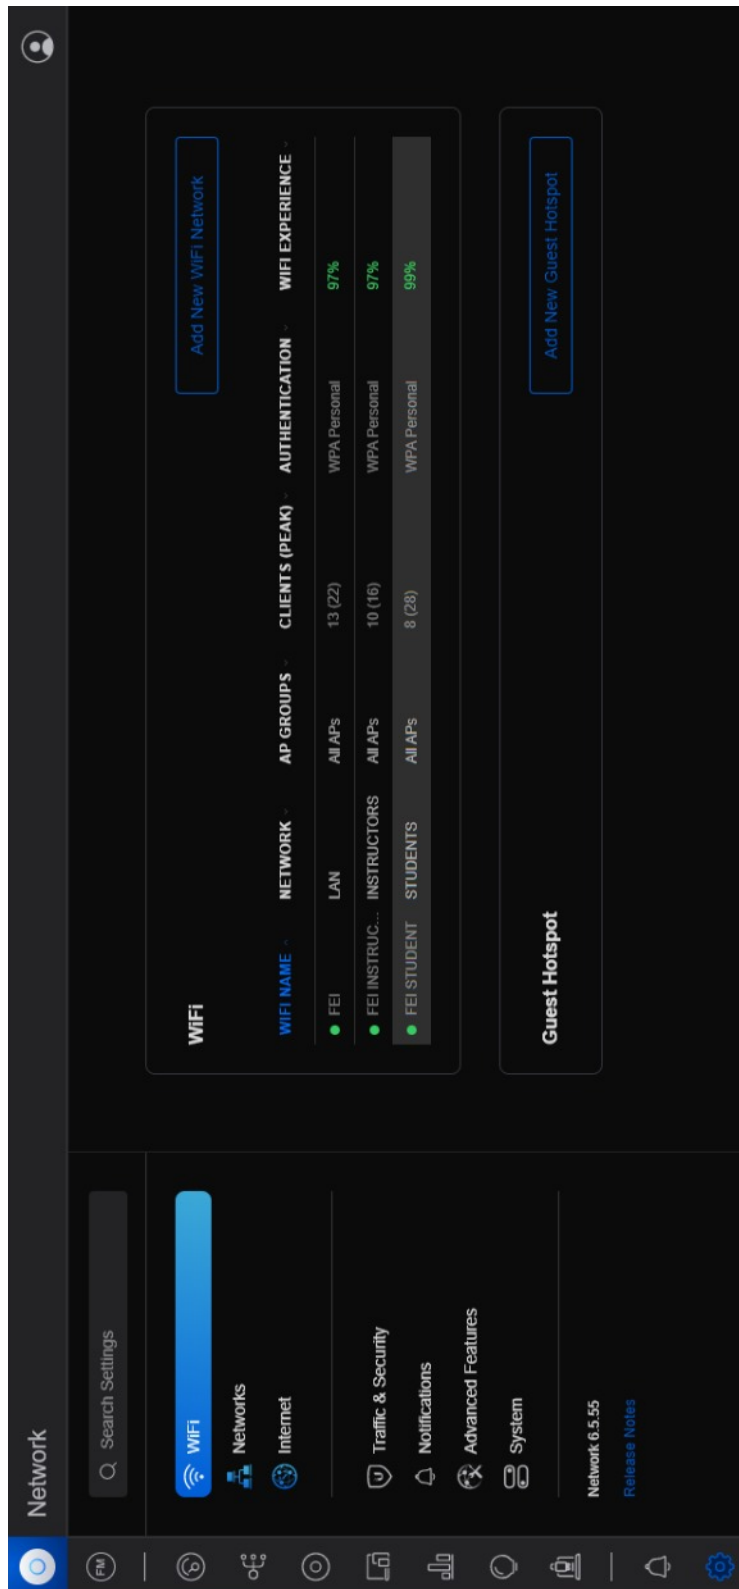 Network
FM
Search Settings
WiFi
Networks
Internet
Traffic & Security
Notifications
Advanced Features
System
Network 6.5.55
Release Notes
WiFi
Add New WiFi Network
WIFI NAME NETWORK AP GROUPS CLIENTS (PEAK) AUTHENTICATION WIFI EXPERIENCE
FEI LAN All APs 13 (22) WPA Personal 97%
FEI INSTRUC... INSTRUCTORS All APs 10 (16) WPA Personal 97%
FEI STUDENT STUDENTS All APs 8 (28) WPA Personal 99%
Guest Hotspot
Add New Guest Hotspot